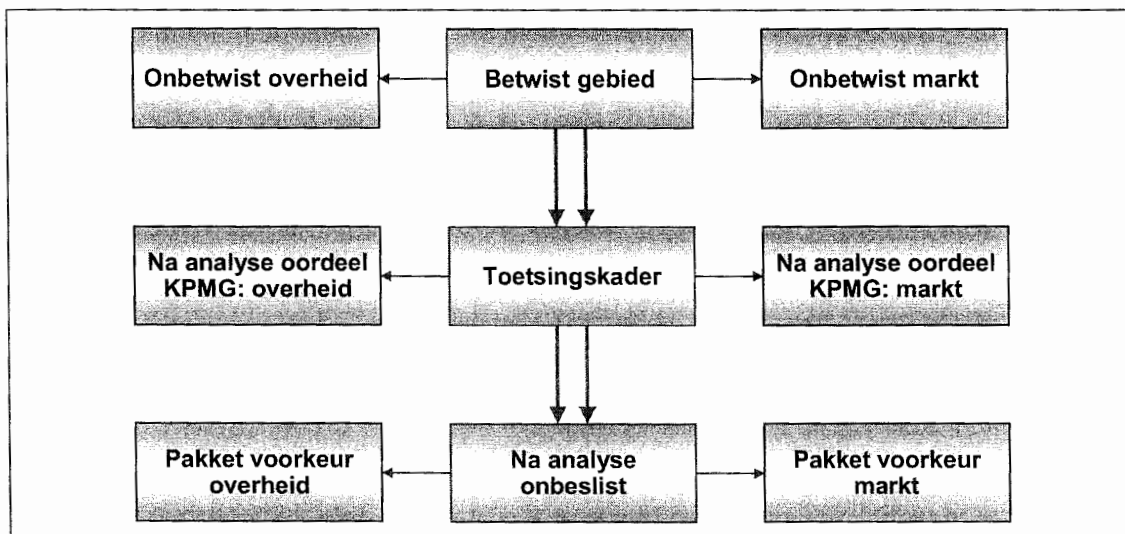 Onbetwist overheid
Betwist gebied
Onbetwist markt
Na analyse oordeel
KPMG: overheid
Toetsingskader
Na analyse oordeel
KPMG: markt
Pakket voorkeur
overheid
Na analyse
onbeslist
Pakket voorkeur
markt